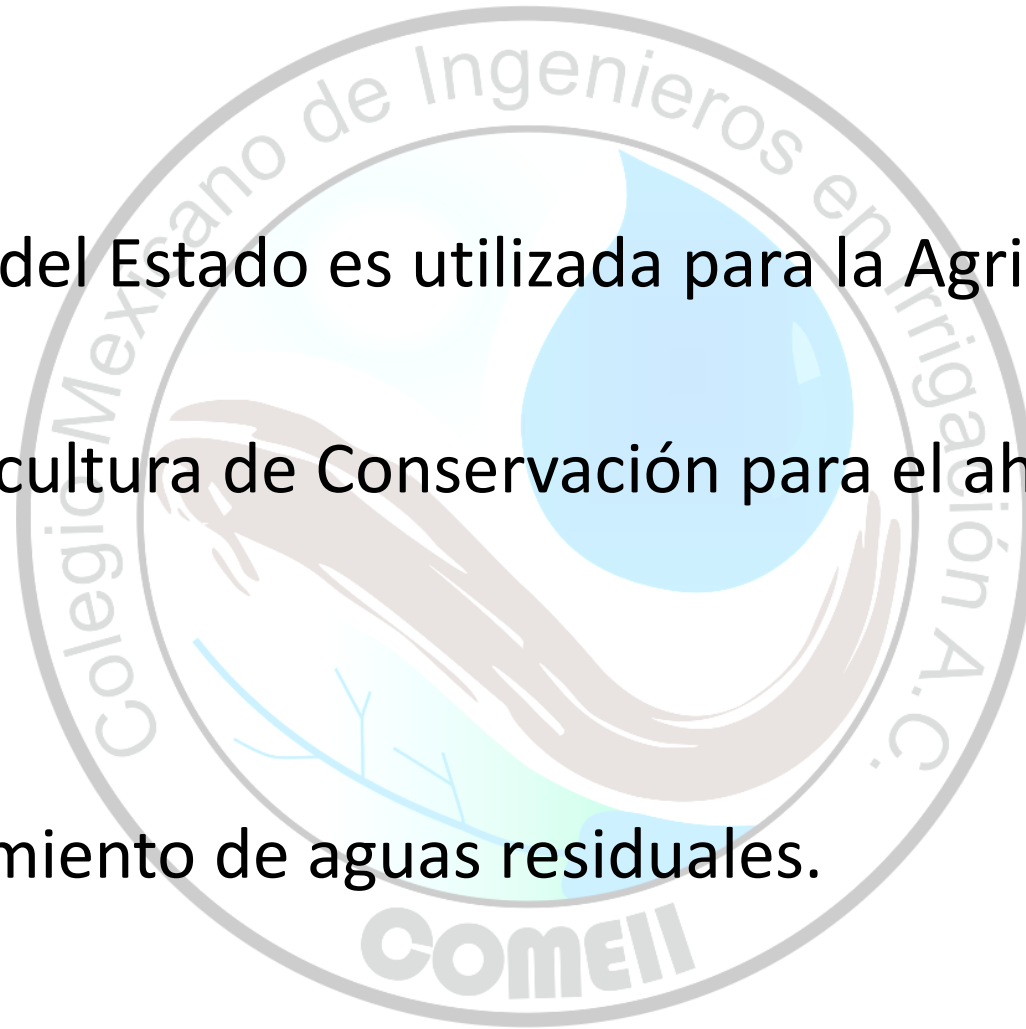 Colegio Mexicano de Ingenieros en Irrigación A.C.
del Estado es utilizada para la Agri
cultura de Conservación para el ah
miento de aguas residuales.
COMEII